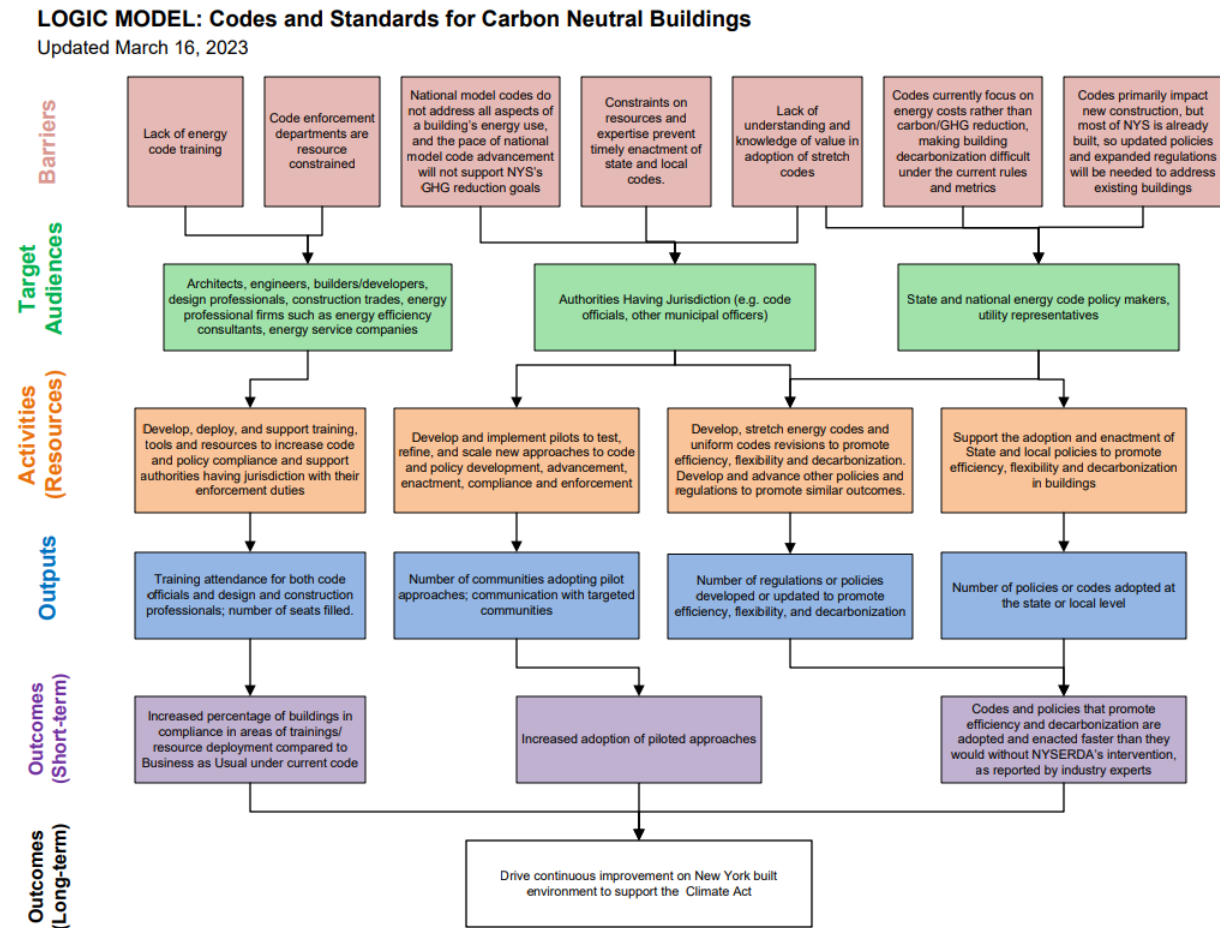 LOGIC MODEL: Codes and Standards for Carbon Neutral Buildings
Updated March 16, 2023
Barriers
Lack of energy
code training
Code enforcement
departments are
resource
constrained
National model codes do
not address all aspects of
a building's energy use,
and the pace of national
model code advancement
will not support NYS's
GHG reduction goals
Constraints on
resources and
expertise prevent
timely enactment of
state and local
codes.
Lack of
understanding and
knowledge of value in
adoption of stretch
codes
Codes currently focus on
energy costs rather than
carbon/GHG reduction,
making building
decarbonization difficult
under the current rules
and metrics
Codes primarily impact
new construction, but
most of NYS is already
built, so updated policies
and expanded regulations
will be needed to address
existing buildings
Target
Audiences
Architects, engineers, builders/developers,
design professionals, construction trades, energy
professional firms such as energy efficiency
consultants, energy service companies
Authorities Having Jurisdiction (e.g. code
officials, other municipal officers)
State and national energy code policy makers,
utility representatives
Activities
(Resources)
Develop, deploy, and support training,
tools and resources to increase code
and policy compliance and support
authorities having jurisdiction with their
enforcement duties
Develop and implement pilots to test,
refine, and scale new approaches to code
and policy development, advancement,
enactment, compliance and enforcement
Develop, stretch energy codes and
uniform codes revisions to promote
efficiency, flexibility and decarbonization.
Develop and advance other policies and
regulations to promote similar outcomes.
Support the adoption and enactment of
State and local policies to promote
efficiency, flexibility and decarbonization
in buildings
Outputs
Training attendance for both code
officials and design and construction
professionals; number of seats filled.
Number of communities adopting pilot
approaches; communication with targeted
communities
Number of regulations or policies
developed or updated to promote
efficiency, flexibility, and decarbonization
Number of policies or codes adopted at
the state or local level
Outcomes
(Short-term)
Increased percentage of buildings in
compliance in areas of trainings/
resource deployment compared to
Business as Usual under current code
Increased adoption of piloted approaches
Codes and policies that promote
efficiency and decarbonization are
adopted and enacted faster than they
would without NYSERDA's intervention,
as reported by industry experts
Outcomes
(Long-term)
Drive continuous improvement on New York built
environment to support the Climate Act